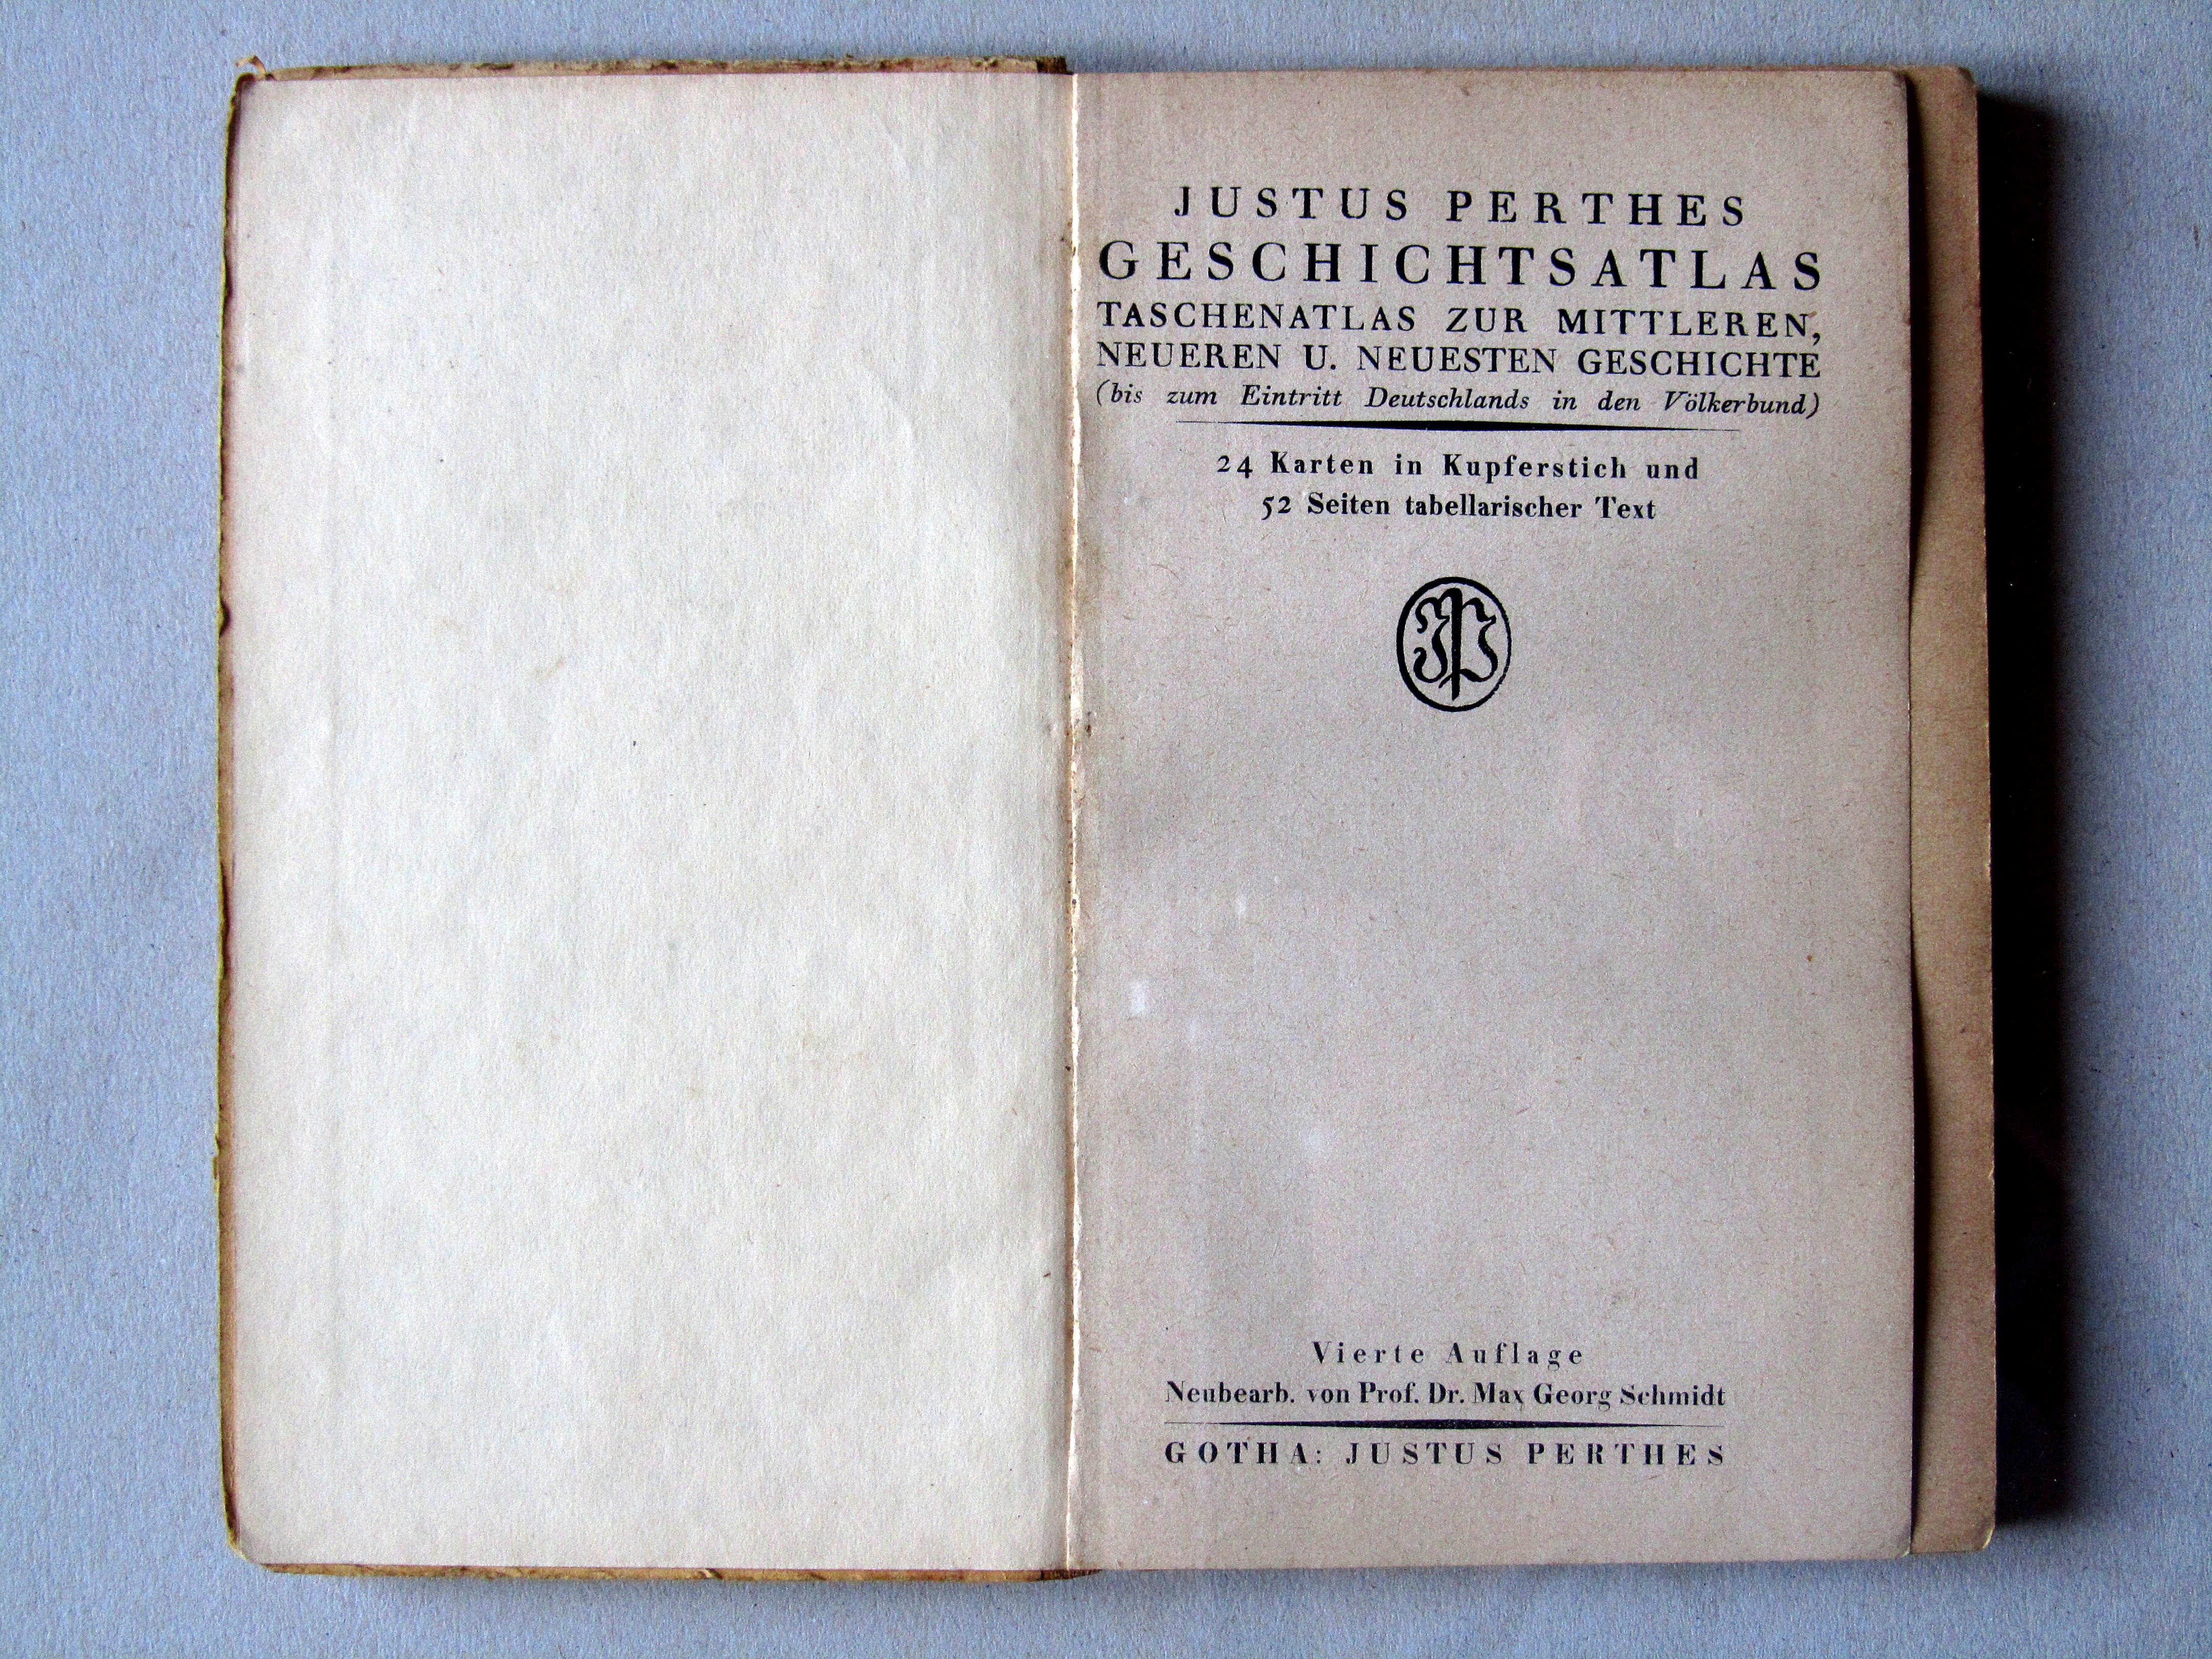 JUSTUS PERTHES
GESCHICHTSATLAS
TASCHENATLAS ZUR MITTLEREN,
NEUEREN U. NEUESTEN GESCHICHTE
(bis zum Eintritt Deutschlands in den Völkerbund)
24 Karten in Kupferstich und
52 Seiten tabellarischer Text
JP
Vierte Auflage
Neubearb. von Prof. Dr. Max Georg Schmidt
GOTHA: JUSTUS PERTHES